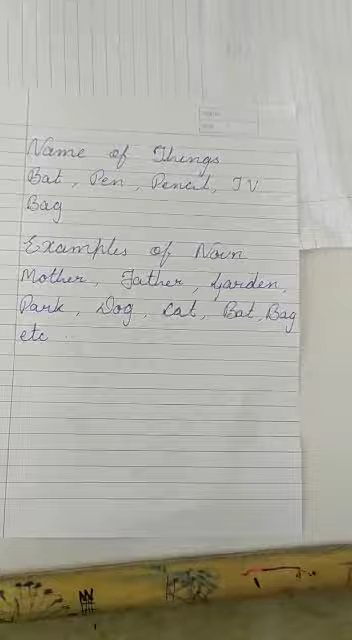 Name of Things
Bat, Pen, Pencil, TV
Bag
Examples of Noun
Mother, Father, Garden,
Park, Dog, Cat, Bat, Bag
etc.